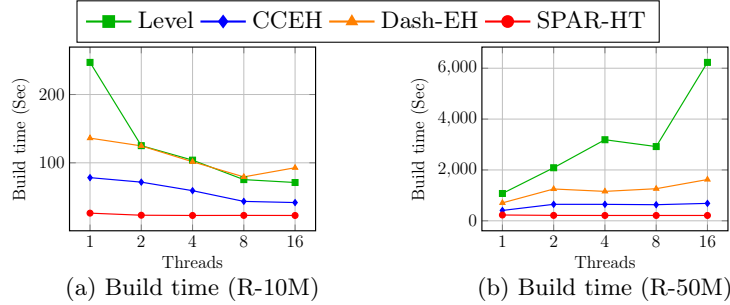 Level CCEH Dash-EH SPAR-HT
200
100
Build time (Sec)
1 2 4 8 16
Threads
(a) Build time (R-10M)
6,000
4,000
2,000
0
Build time (Sec)
1 2 4 8 16
Threads
(b) Build time (R-50M)